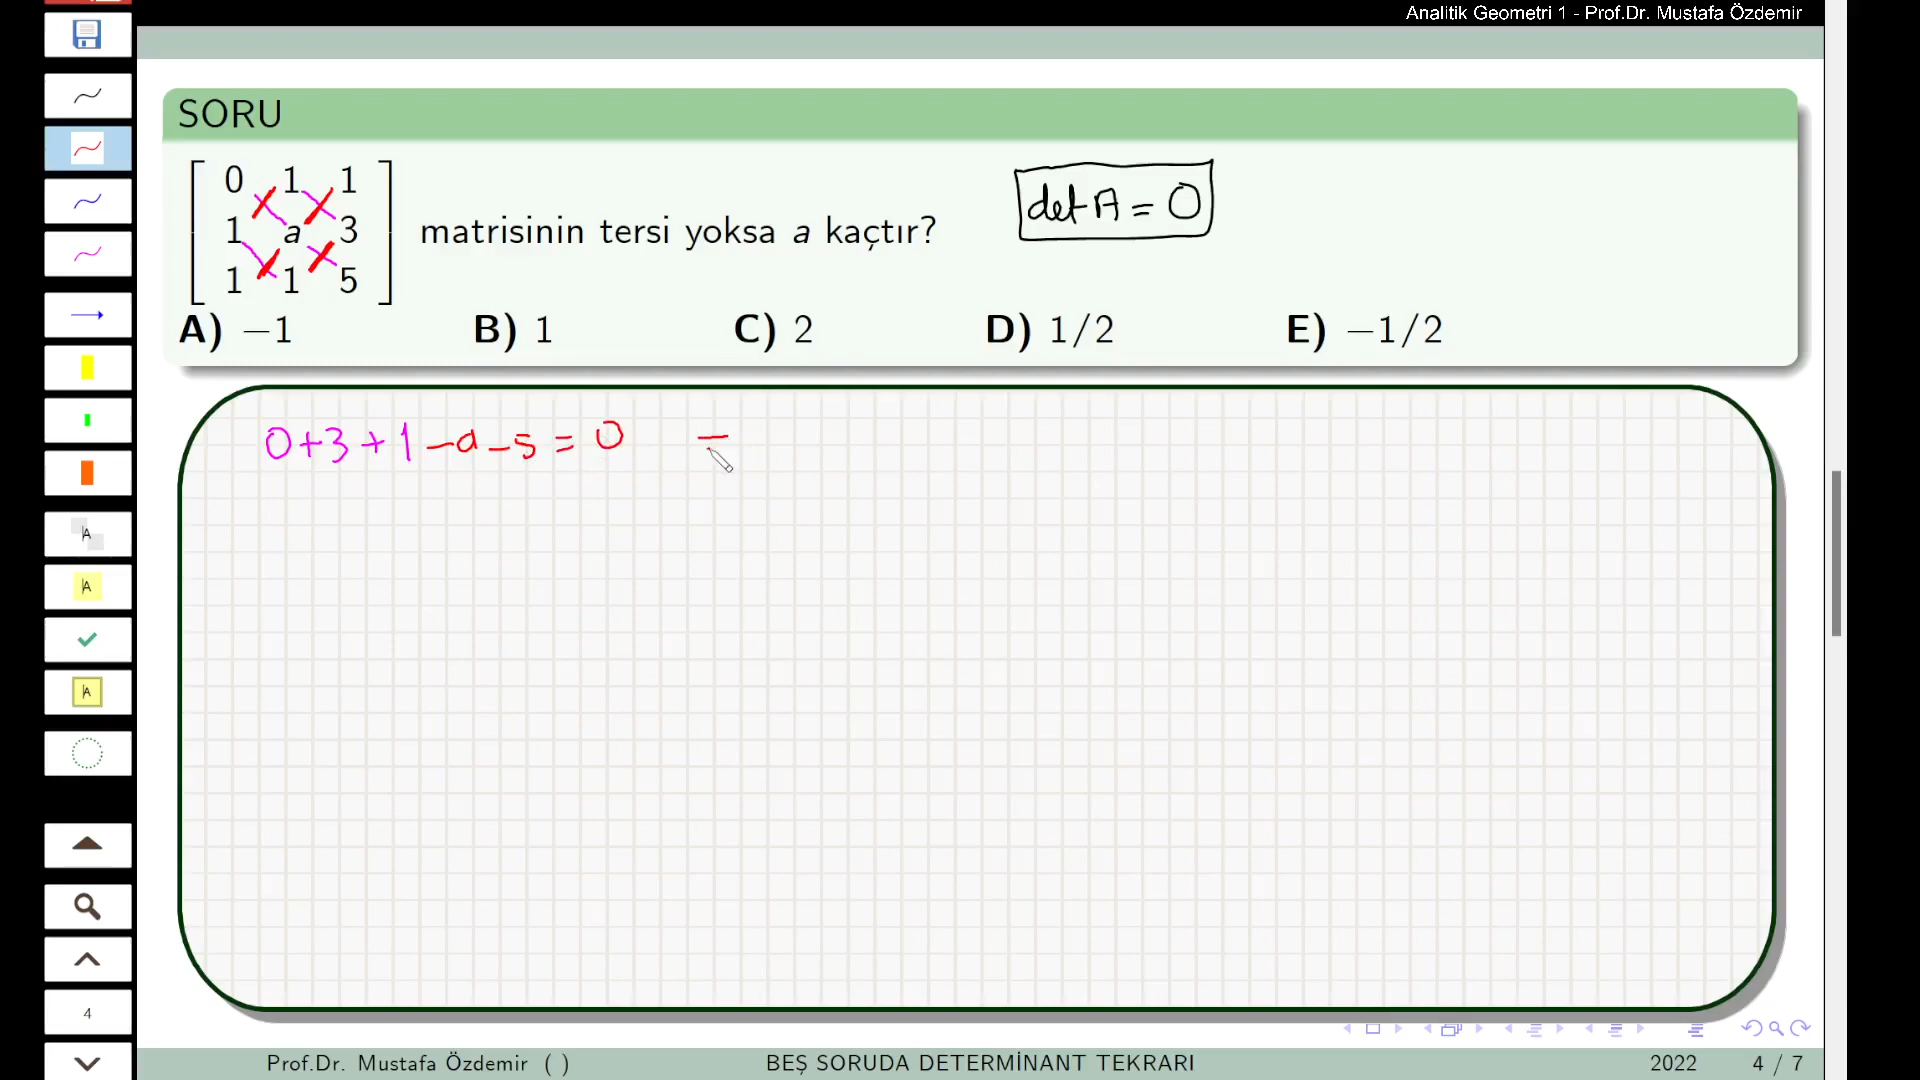 Analitik Geometri 1 - Prof.Dr. Mustafa Özdemir
SORU
0 1 1
1 a 3
1 1 5
matrisinin tersi yoksa a kaçtır?
det A = 0
A) −1 B) 1 C) 2 D) 1/2 E) −1/2
0+3+1−a−5=0
A
A
A
4
Prof.Dr. Mustafa Özdemir ( ) BEŞ SORUDA DETERMİNANT TEKRARI 2022 4 / 7